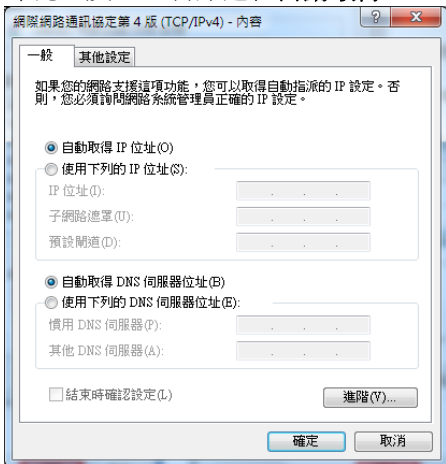 網際網路通訊協定第 4 版 (TCP/IPv4) - 內容
一般 其他設定
如果您的網路支援這項功能，您可以取得自動指派的 IP 設定。否
則，您必須詢問網路系統管理員正確的 IP 設定。
自動取得 IP 位址(O)
使用下列的 IP 位址(S):
IP 位址(I):
子網路遮罩(U):
預設閘道(D):
自動取得 DNS 伺服器位址(B)
使用下列的 DNS 伺服器位址(E):
慣用 DNS 伺服器(P):
其他 DNS 伺服器(A):
結束時確認設定(L)
進階(V)...
確定 取消